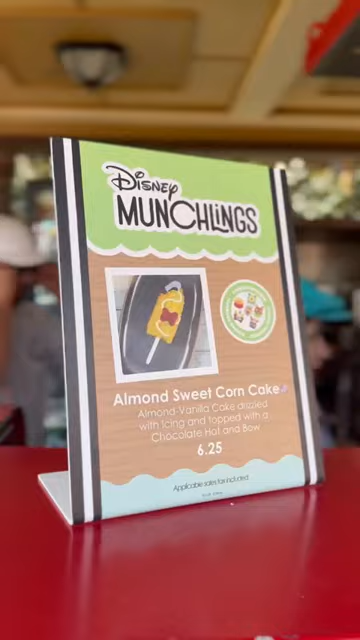 Disney
MUNCHLINGS
Almond Sweet Corn Cake
Almond-Vanilla Cake drizzled
with Icing and topped with a
Chocolate Hat and Bow
6.25
Applicable sales tax included.